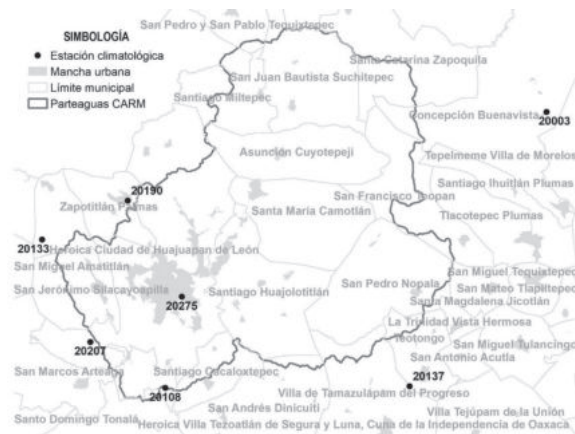 San Pedro y San Pablo Tequixtepec
SIMBOLOGÍA
Estación climatológica
Mancha urbana
Límite municipal
Parteaguas CARM
Santa Catarina Zapoquila
San Juan Bautista Suchitepec
Santiago Miltepec
Concepción Buenavista
20003
Asunción Cuyotepeji
Tepelmeme Villa de Morelos
Santiago Ihuitlán Plumas
20190
San Francisco Teopan
Zapotitlán Palmas
Santa María Camotlán
Tlacotepec Plumas
20133
Heroica Ciudad de Huajuapan de León
San Miguel Amatitlán
San Miguel Tequixtepec
San Jerónimo Silacayoapilla
San Pedro Nopala
San Mateo Tlapiltepec
Santiago Huajolotitlán
20275
Santa Magdalena Jicotlán
La Trinidad Vista Hermosa
Teotongo
San Miguel Tulancingo
20207
San Antonio Acutla
San Marcos Arteaga
Santiago Cacaloxtepec
20137
20108
Villa de Tamazulápam del Progreso
San Andrés Dinicuiti
Santo Domingo Tonalá
Villa Tejúpam de la Unión
Heroica Villa Tezoatlán de Segura y Luna, Cuna de la Independencia de Oaxaca